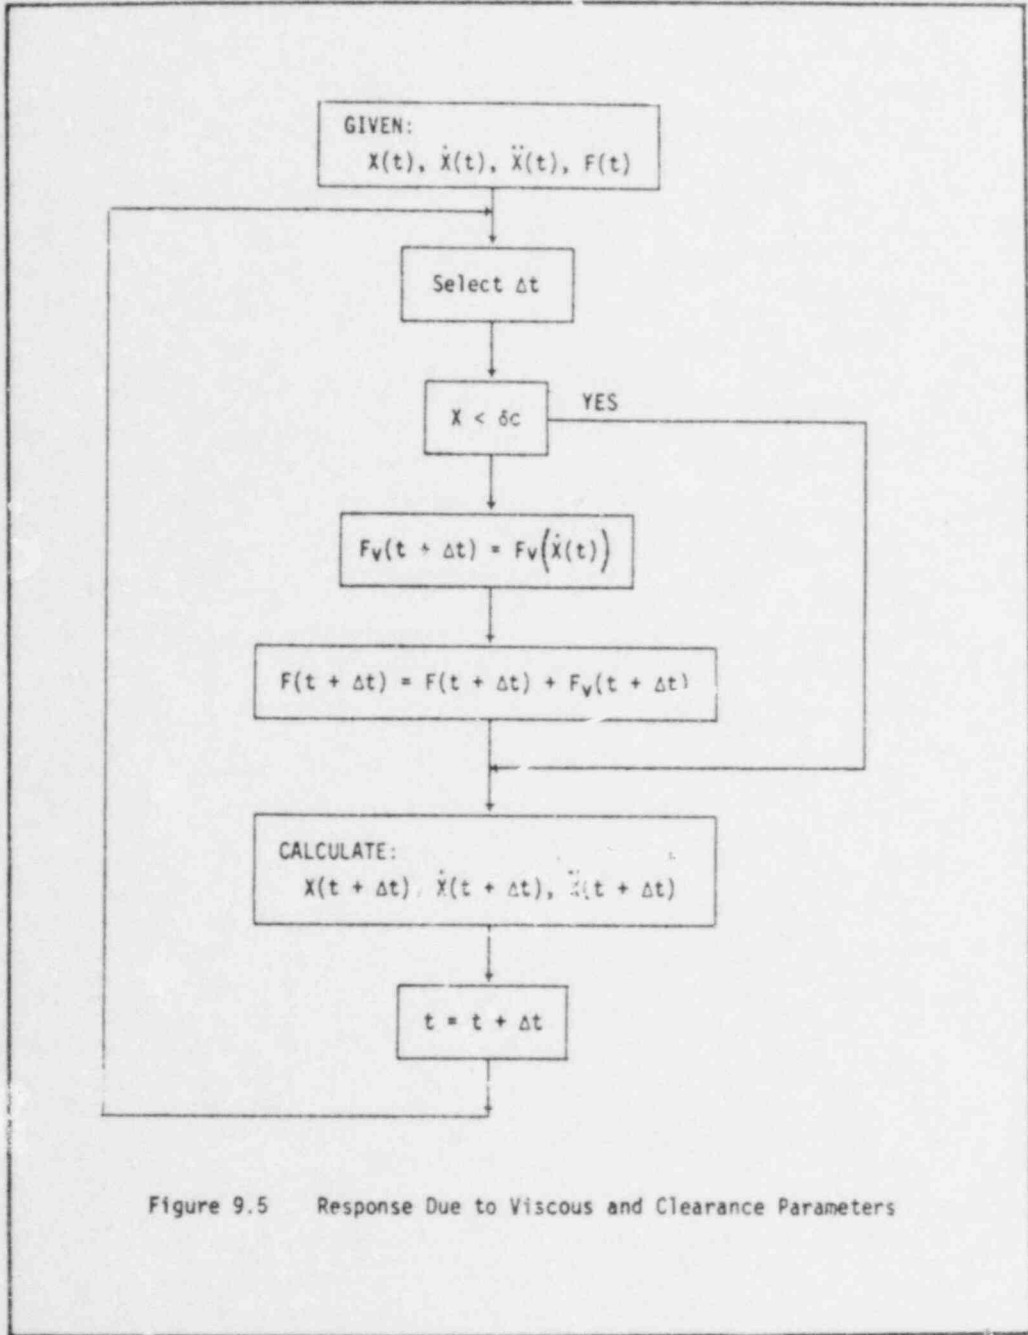 GIVEN:
X(t), Ẋ(t), Ẍ(t), F(t)
Select Δt
X < δc
YES
Fv(t + Δt) = Fv(Ẋ(t))
F(t + Δt) = F(t + Δt) + Fv(t + Δt)
CALCULATE:
X(t + Δt), Ẋ(t + Δt), Ẍ(t + Δt)
t = t + Δt
Figure 9.5 Response Due to Viscous and Clearance Parameters